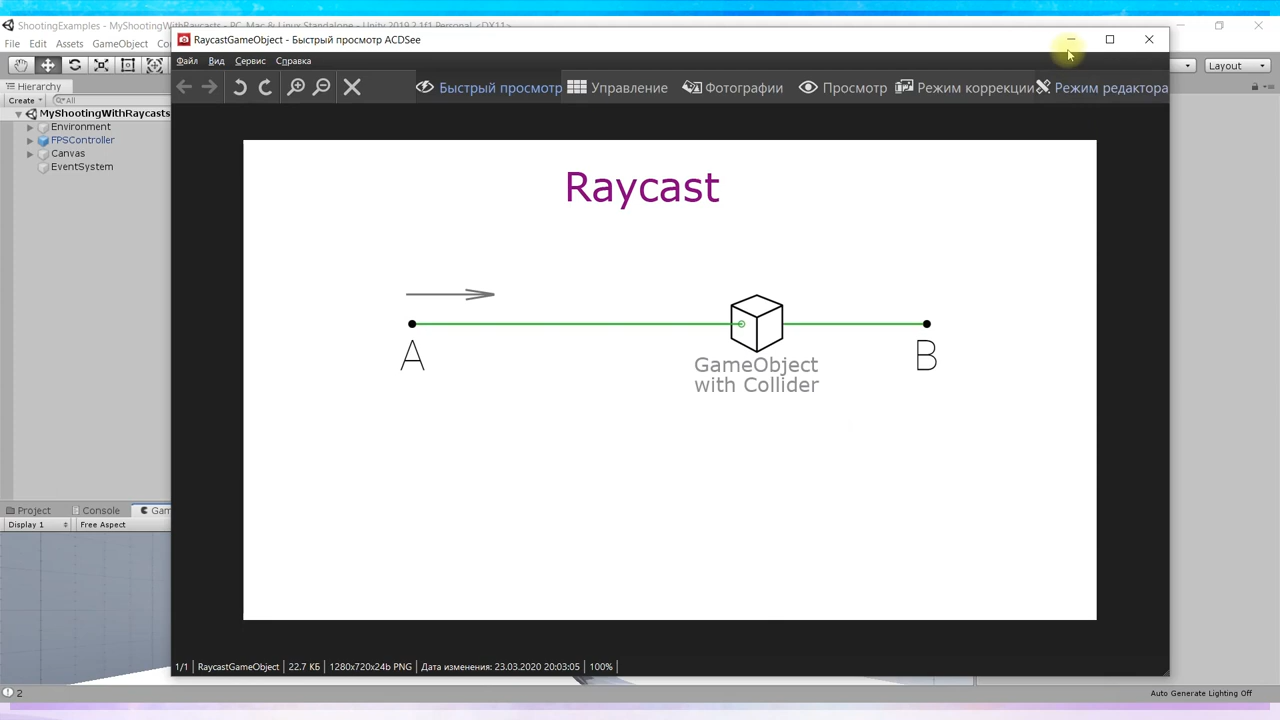 ShootingExamples - MyShootingWithRaycasts - PC, Mac & Linux Standalone - Unity 2019.2.1f1 Personal <DX11>
File Edit Assets GameObject Co
RaycastGameObject - Быстрый просмотр ACDSee
Файл Вид Сервис Справка
Layout
Hierarchy
Быстрый просмотр Управление Фотографии Просмотр Режим коррекции Режим редактора
Create All
MyShootingWithRaycasts
Environment
FPSController
Canvas
EventSystem
Raycast
A
B
GameObject
with Collider
Project Console Gam
Display 1 Free Aspect
1/1 RaycastGameObject 22.7 КБ 1280x720x24b PNG Дата изменения: 23.03.2020 20:03:05 100%
2
Auto Generate Lighting Off